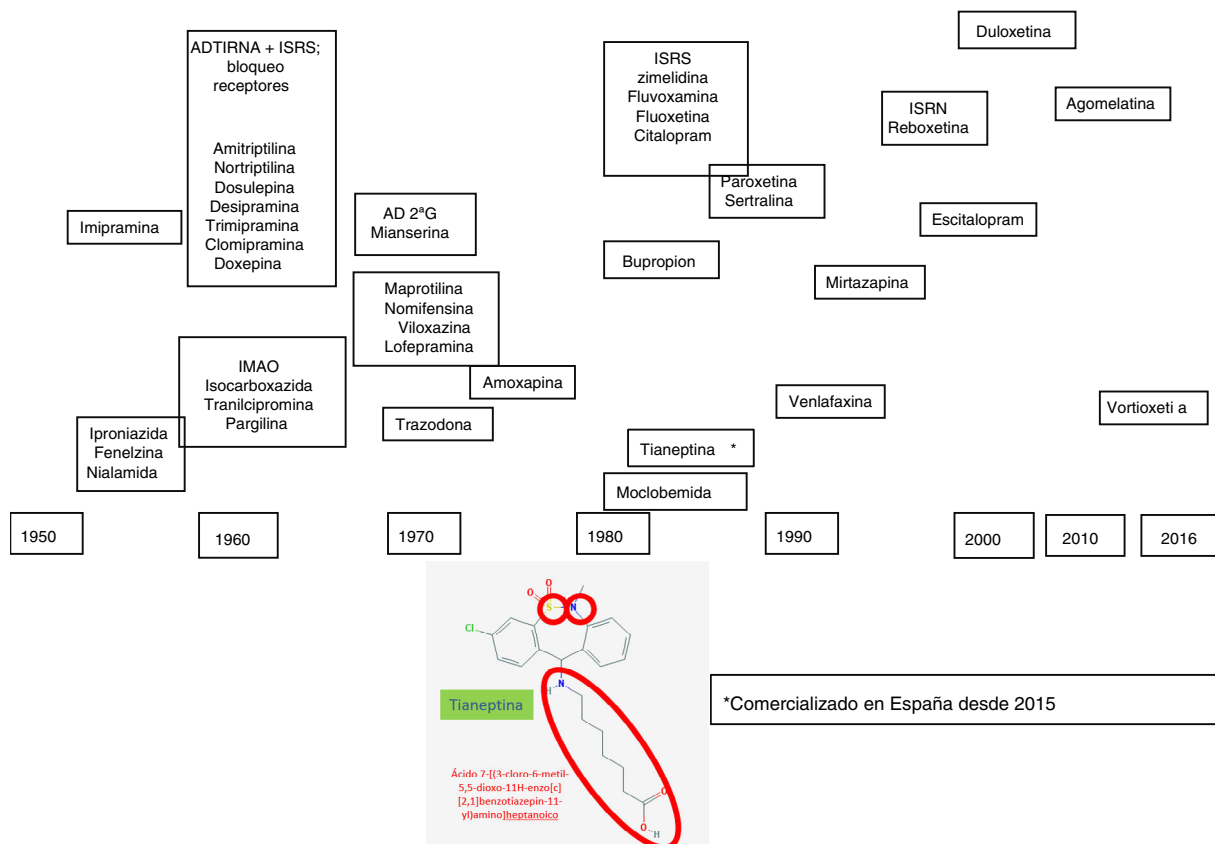 ADTIRNA + ISRS;
bloqueo
receptores
Amitriptilina
Nortriptilina
Dosulepina
Desipramina
Trimipramina
Clomipramina
Doxepina
Imipramina
IMAO
Isocarboxazida
Tranilcipromina
Pargilina
Iproniazida
Fenelzina
Nialamida
AD 2ªG
Mianserina
Maprotilina
Nomifensina
Viloxazina
Lofepramina
Amoxapina
Trazodona
ISRS
zimelidina
Fluvoxamina
Fluoxetina
Citalopram
Paroxetina
Sertralina
Bupropion
Tianeptina *
Moclobemida
Duloxetina
ISRN
Reboxetina
Agomelatina
Escitalopram
Mirtazapina
Venlafaxina
Vortioxeti a
1950
1960
1970
1980
1990
2000
2010
2016
O
O
S
N
Cl
N
H
O
O
H
Tianeptina
Ácido 7-[(3-cloro-6-metil-
5,5-dioxo-11H-enzo[c]
[2,1]benzotiazepin-11-
yl)amino]heptanoico
*Comercializado en España desde 2015